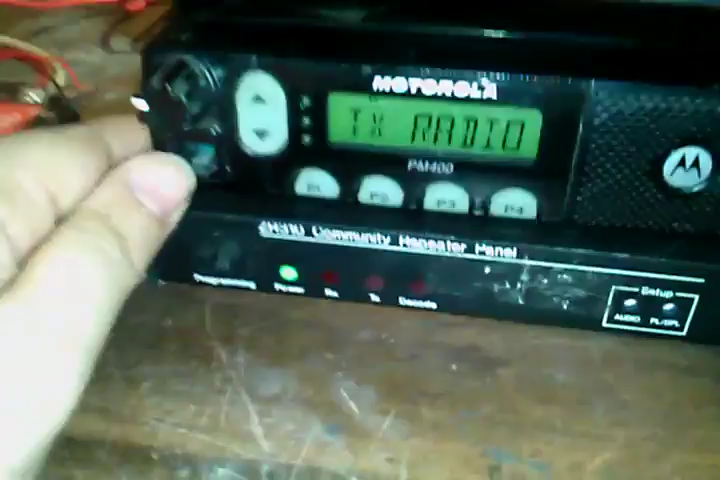 MOTOROLA
TX RADIO
PM400
P1 P2 P3 P4
Community Repeater Panel
Programming Power Rx Tx Decode
Setup
AUDIO PL/DPL